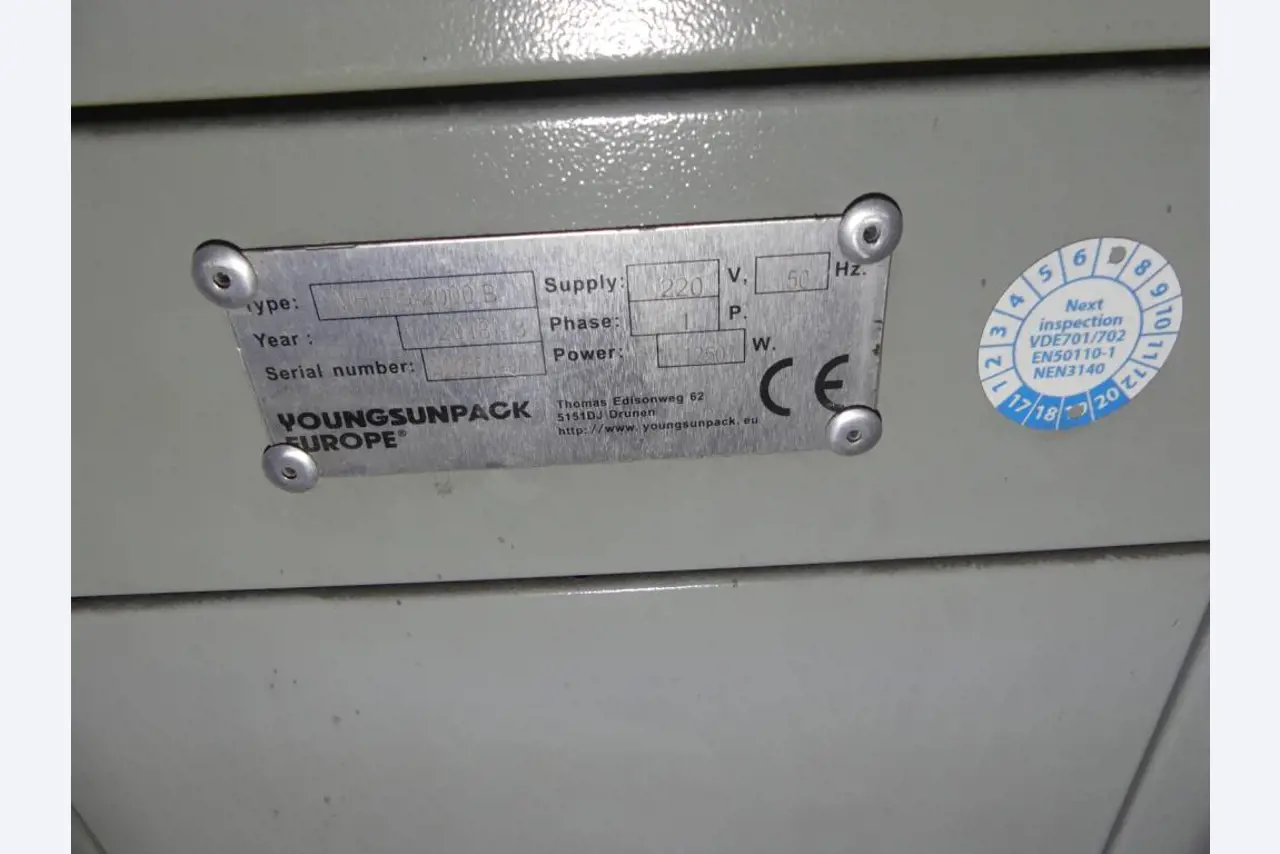 Type:
Supply: 220 V, 50 Hz.
Year:
Phase: 1 P.
Serial number:
Power: W.
YOUNGSUNPACK
EUROPE®
Thomas Edisonweg 62
5151DJ Drunen
http://www.youngsunpack.eu
CE
1 2 3 4 5 6 8 9 10 11 12
Next
inspection
VDE701/702
EN50110-1
NEN3140
17 18 20